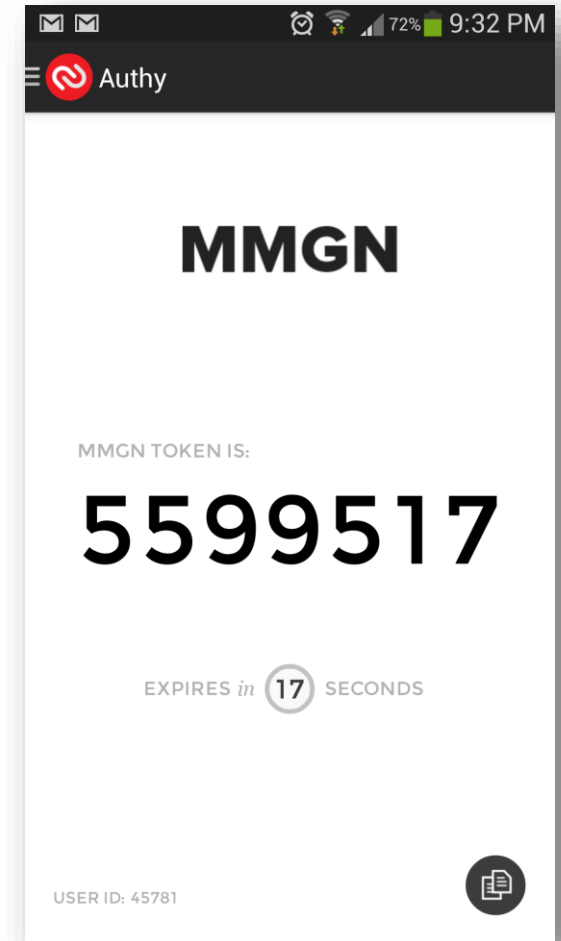 72% 9:32 PM
Authy
MMGN
MMGN TOKEN IS:
5599517
EXPIRES in 17 SECONDS
USER ID: 45781